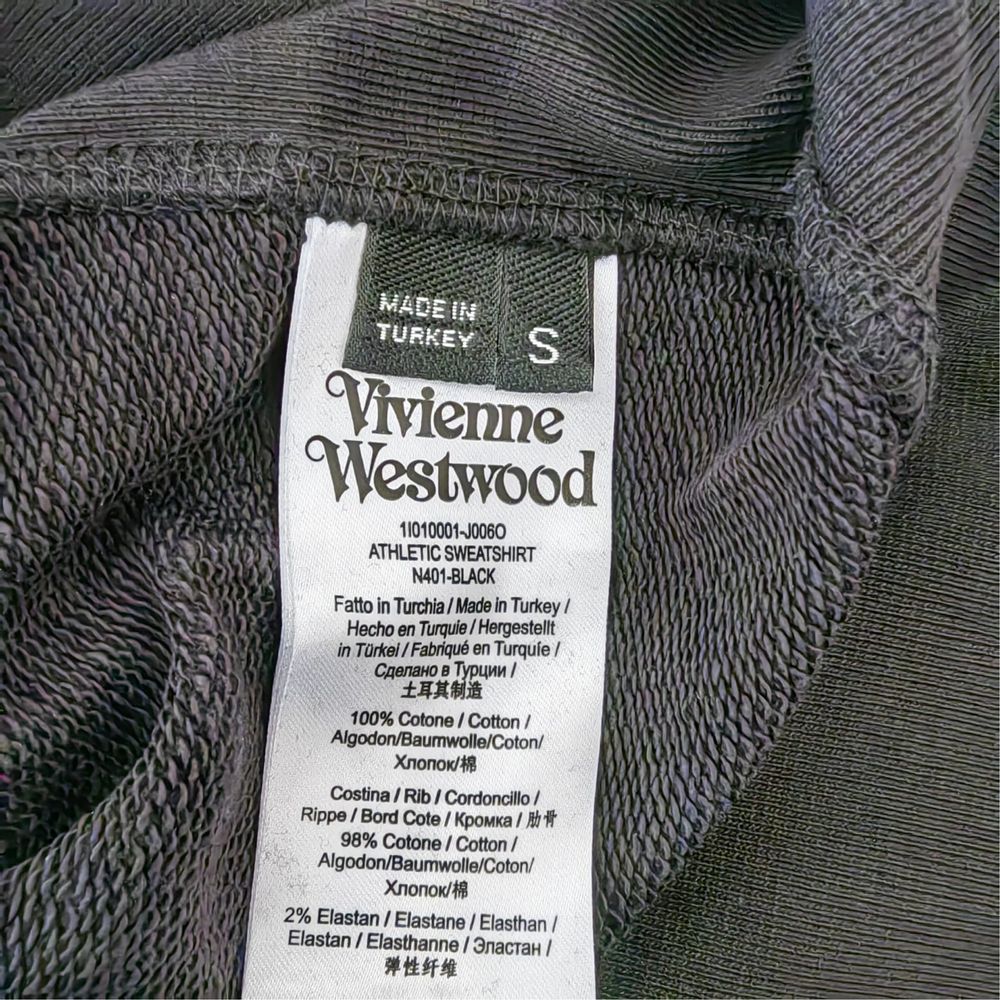 MADE IN
TURKEY
S
Vivienne
Westwood
1I010001-J006O
ATHLETIC SWEATSHIRT
N401-BLACK
Fatto in Turchia / Made in Turkey /
Hecho en Turquie / Hergestellt
in Türkei / Fabriqué en Turquie /
Сделано в Турции /
土耳其制造
100% Cotone / Cotton /
Algodon/Baumwolle/Coton/
Хлопок/棉
Costina / Rib / Cordoncillo /
Rippe / Bord Cote / Кромка / 肋骨
98% Cotone / Cotton /
Algodon/Baumwolle/Coton/
Хлопок/棉
2% Elastan / Elastane / Elasthan /
Elastan / Elasthanne / Эластан /
弹性纤维